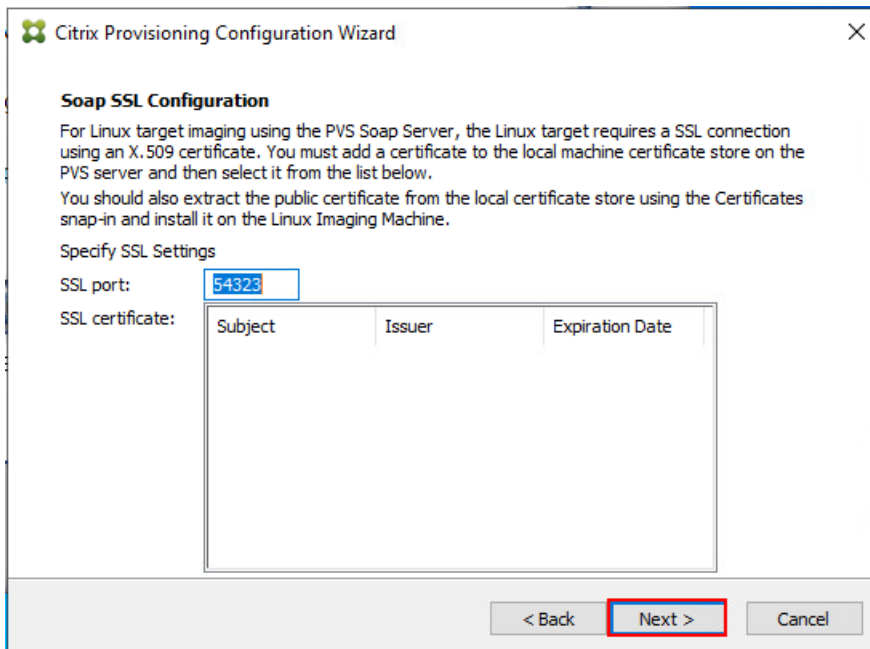 Citrix Provisioning Configuration Wizard
Soap SSL Configuration
For Linux target imaging using the PVS Soap Server, the Linux target requires a SSL connection
using an X.509 certificate. You must add a certificate to the local machine certificate store on the
PVS server and then select it from the list below.
You should also extract the public certificate from the local certificate store using the Certificates
snap-in and install it on the Linux Imaging Machine.
Specify SSL Settings
SSL port: 54323
SSL certificate: Subject Issuer Expiration Date
< Back Next > Cancel